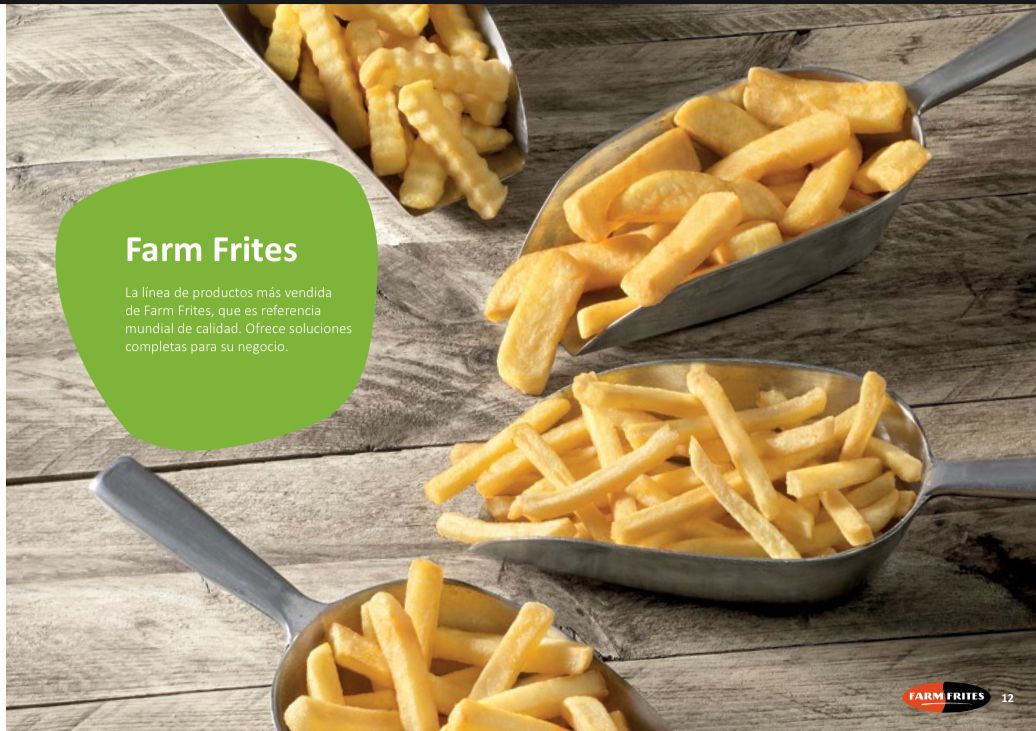 Farm Frites
La línea de productos más vendida
de Farm Frites, que es referencia
mundial de calidad. Ofrece soluciones
completas para su negocio.
FARM FRITES
12